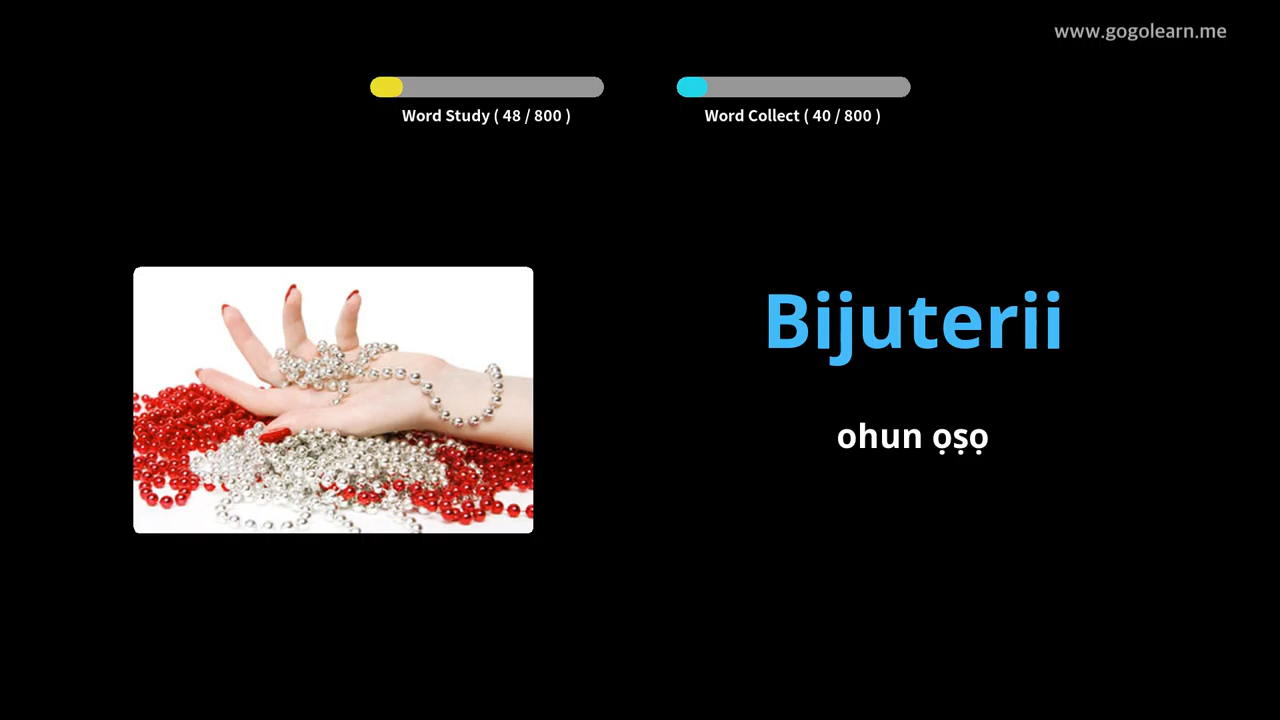 www.gogolearn.me
Word Study ( 48 / 800 )
Word Collect ( 40 / 800 )
Bijuterii
ohun ọṣọ